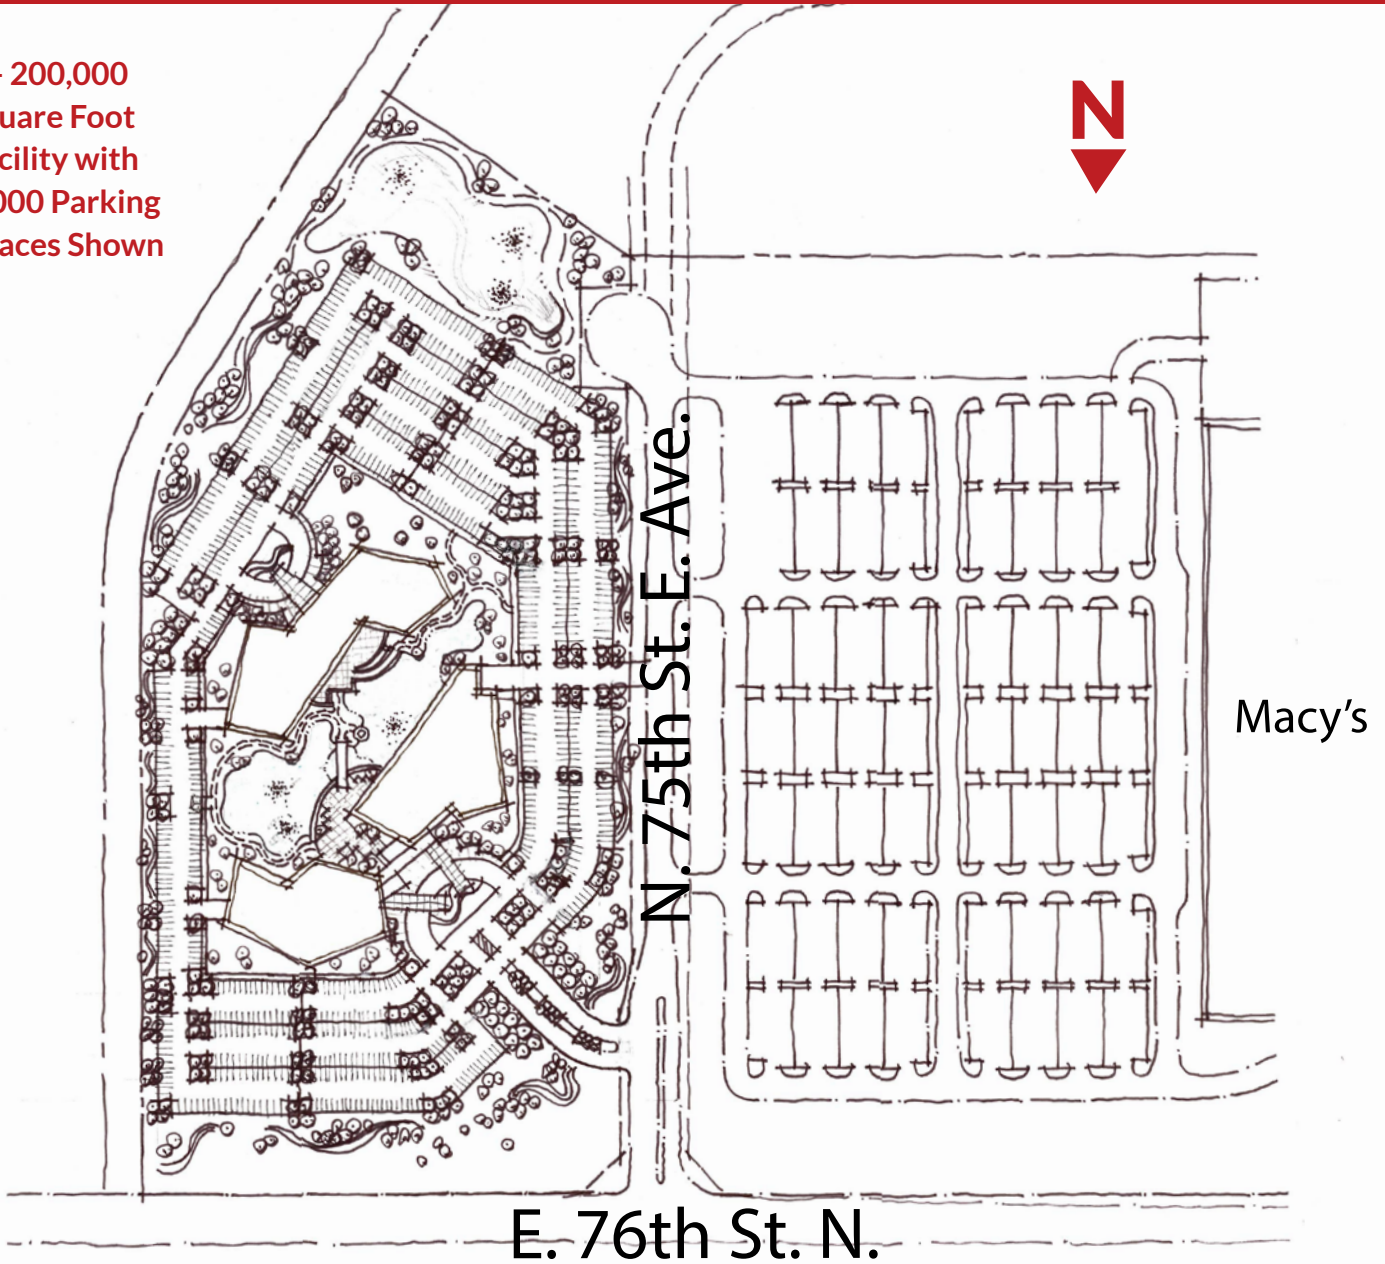 - 200,000
uare Foot
cility with
000 Parking
aces Shown
N
N. 75th St. E. Ave.
Macy's
E. 76th St. N.